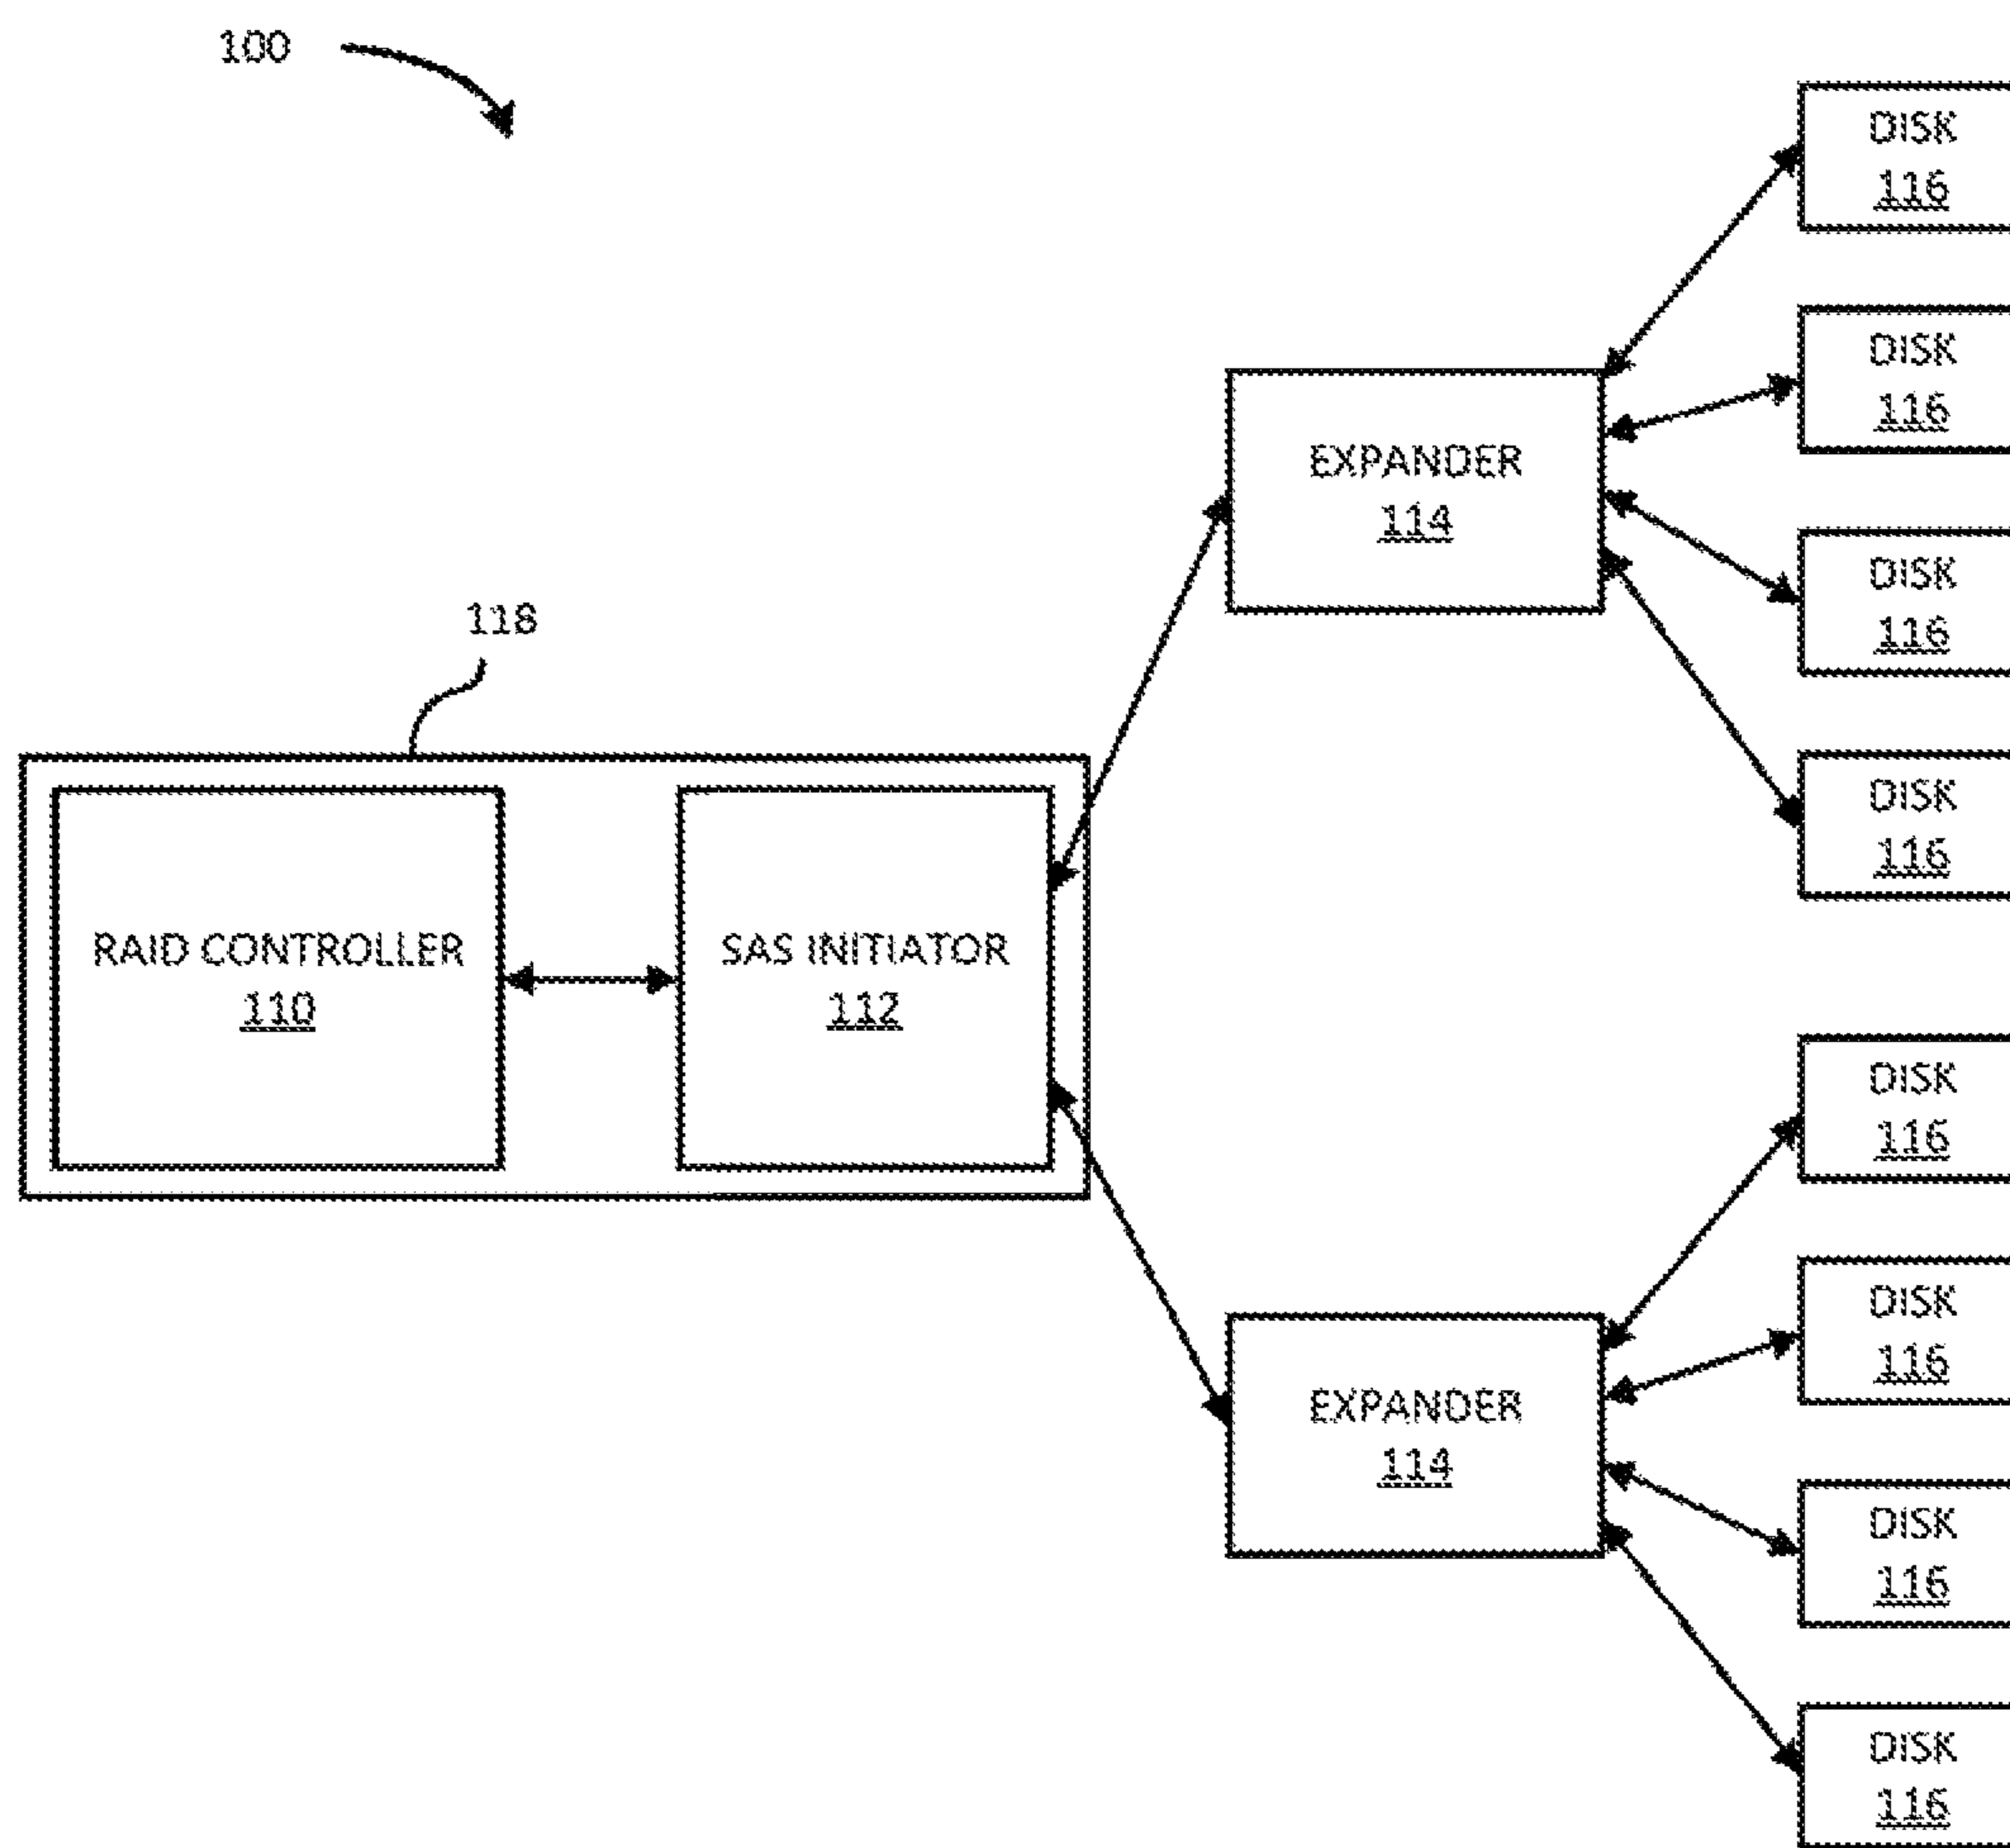 100
DISK
116
DISK
116
EXPANDER
114
DISK
116
118
DISK
116
RAID CONTROLLER
110
SAS INITIATOR
112
DISK
116
DISK
116
EXPANDER
114
DISK
116
DISK
116